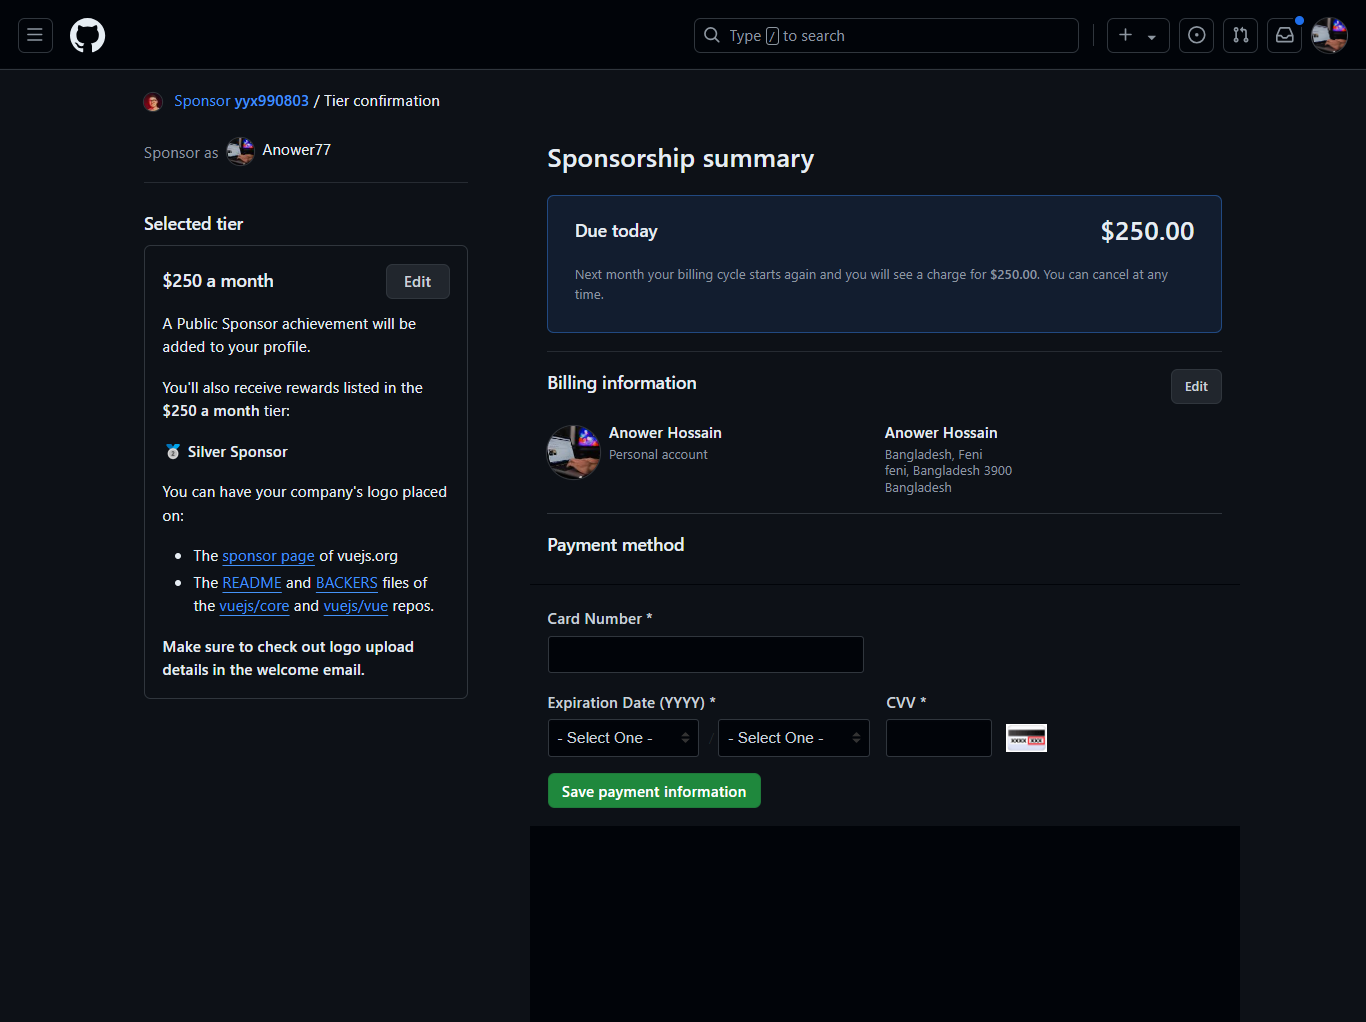 Type / to search
Sponsor yyx990803 / Tier confirmation
Sponsor as Anower77
Selected tier
$250 a month
Edit
A Public Sponsor achievement will be
added to your profile.
You'll also receive rewards listed in the
$250 a month tier:
🥈 Silver Sponsor
You can have your company's logo placed
on:
• The sponsor page of vuejs.org
• The README and BACKERS files of
the vuejs/core and vuejs/vue repos.
Make sure to check out logo upload
details in the welcome email.
Sponsorship summary
Due today
$250.00
Next month your billing cycle starts again and you will see a charge for $250.00. You can cancel at any
time.
Billing information
Edit
Anower Hossain
Personal account
Anower Hossain
Bangladesh, Feni
feni, Bangladesh 3900
Bangladesh
Payment method
Card Number *
Expiration Date (YYYY) *
CVV *
- Select One - / - Select One -
XXXX XXX
Save payment information